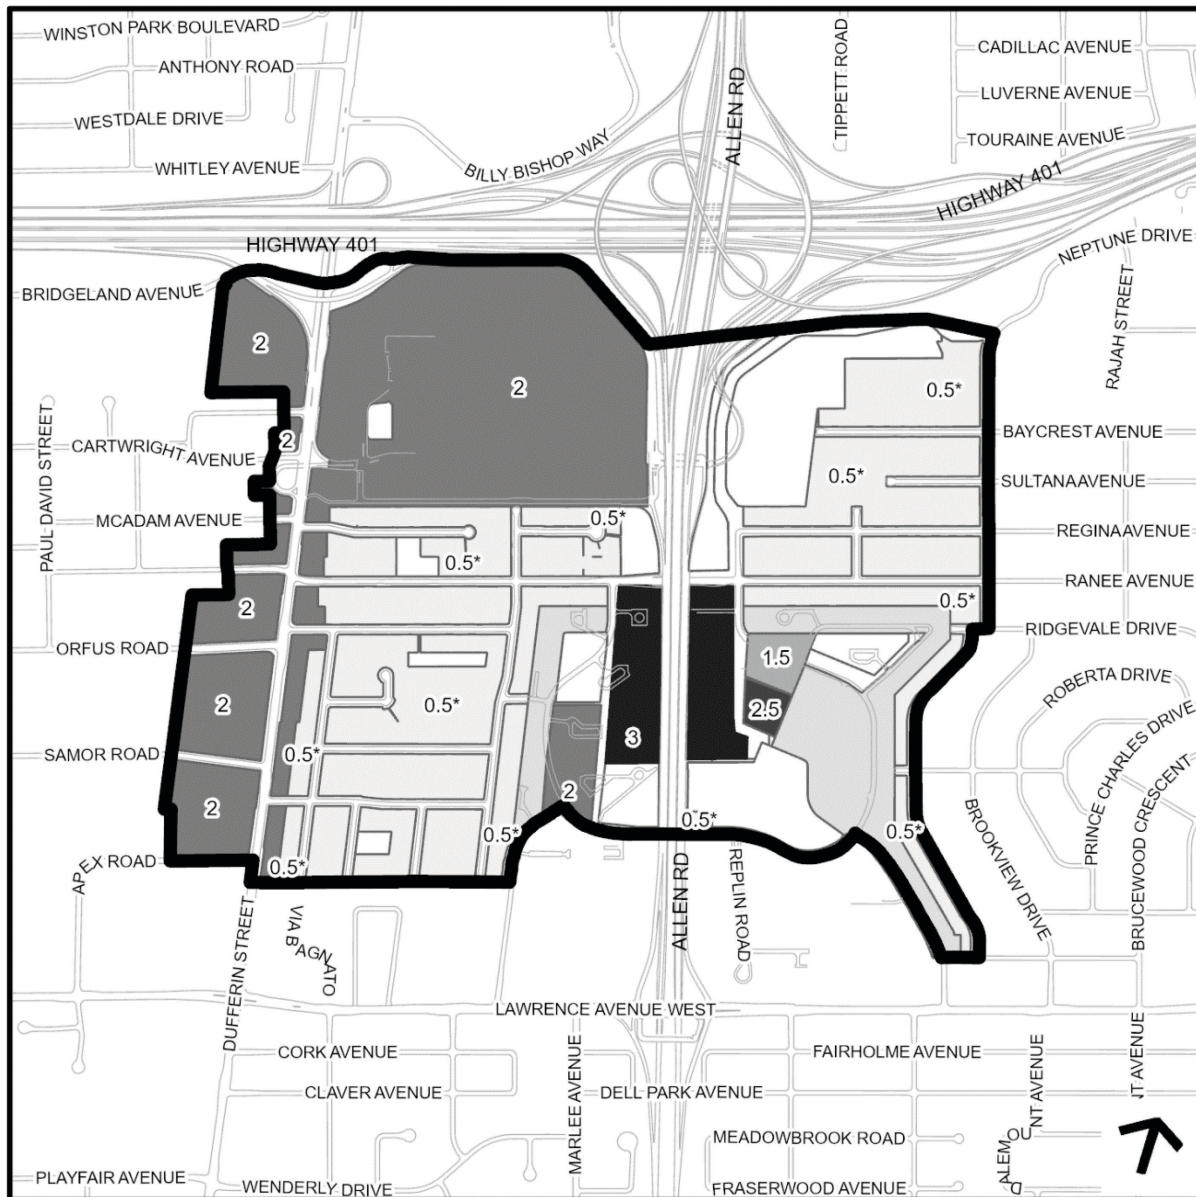 WINSTON PARK BOULEVARD
ANTHONY ROAD
WESTDALE DRIVE
WHITLEY AVENUE
BILLY BISHOP WAY
ALLEN RD
TIPPETT ROAD
CADILLAC AVENUE
LUVERNE AVENUE
TOURAINE AVENUE
HIGHWAY 401
HIGHWAY 401
NEPTUNE DRIVE
BRIDGELAND AVENUE
RAJAH STREET
2
2
0.5*
PAUL DAVID STREET
CARTWRIGHT AVENUE
2
BAYCREST AVENUE
0.5*
SULTANA AVENUE
MCADAM AVENUE
0.5*
REGINA AVENUE
0.5*
RANEE AVENUE
2
0.5*
ORFUS ROAD
RIDGEVALE DRIVE
1.5
ROBERTA DRIVE
2
0.5*
2.5
PRINCE CHARLES DRIVE
SAMOR ROAD
0.5*
3
BRUCEWOOD CRESCENT
2
2
0.5*
0.5*
0.5*
BROOKVIEW DRIVE
APEX ROAD
0.5*
DUFFERIN STREET
VIA BAGNATO
ALLEN RD
REPLIN ROAD
LAWRENCE AVENUE WEST
CORK AVENUE
MARLEE AVENUE
FAIRHOLME AVENUE
NT AVENUE
NT AVENUE
CLAVER AVENUE
DELL PARK AVENUE
MEADOWBROOK ROAD
DALEMOU
PLAYFAIR AVENUE
WENDERLY DRIVE
FRASERWOOD AVENUE